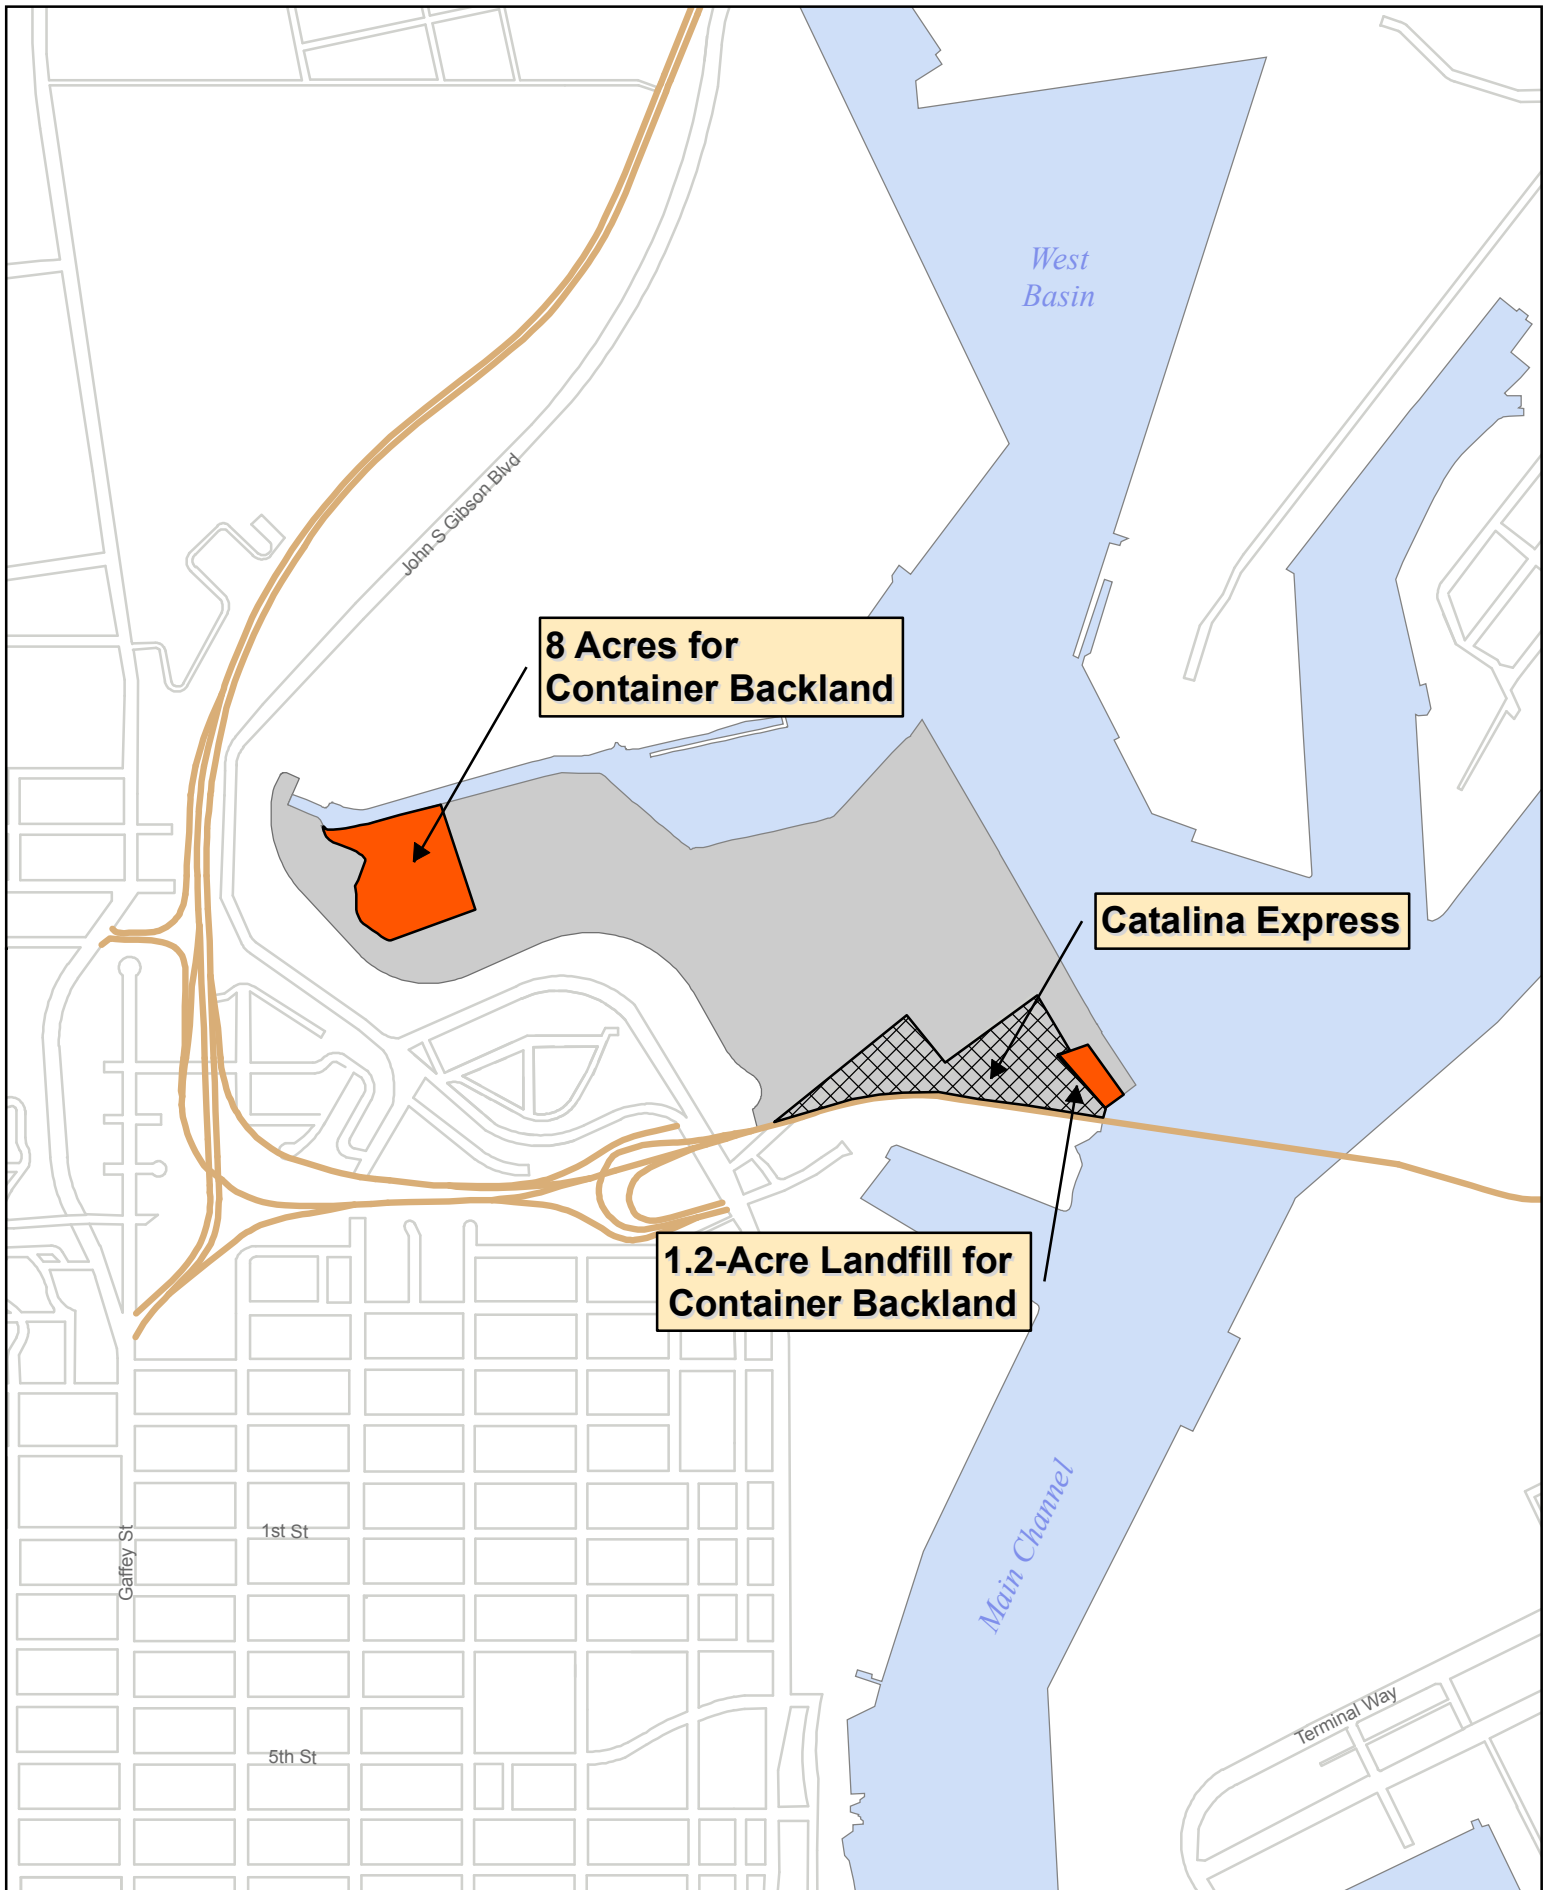 West
Basin
John S Gibson Blvd
8 Acres for
Container Backland
Catalina Express
1.2-Acre Landfill for
Container Backland
Main Channel
Gaffey St
1st St
Terminal Way
5th St